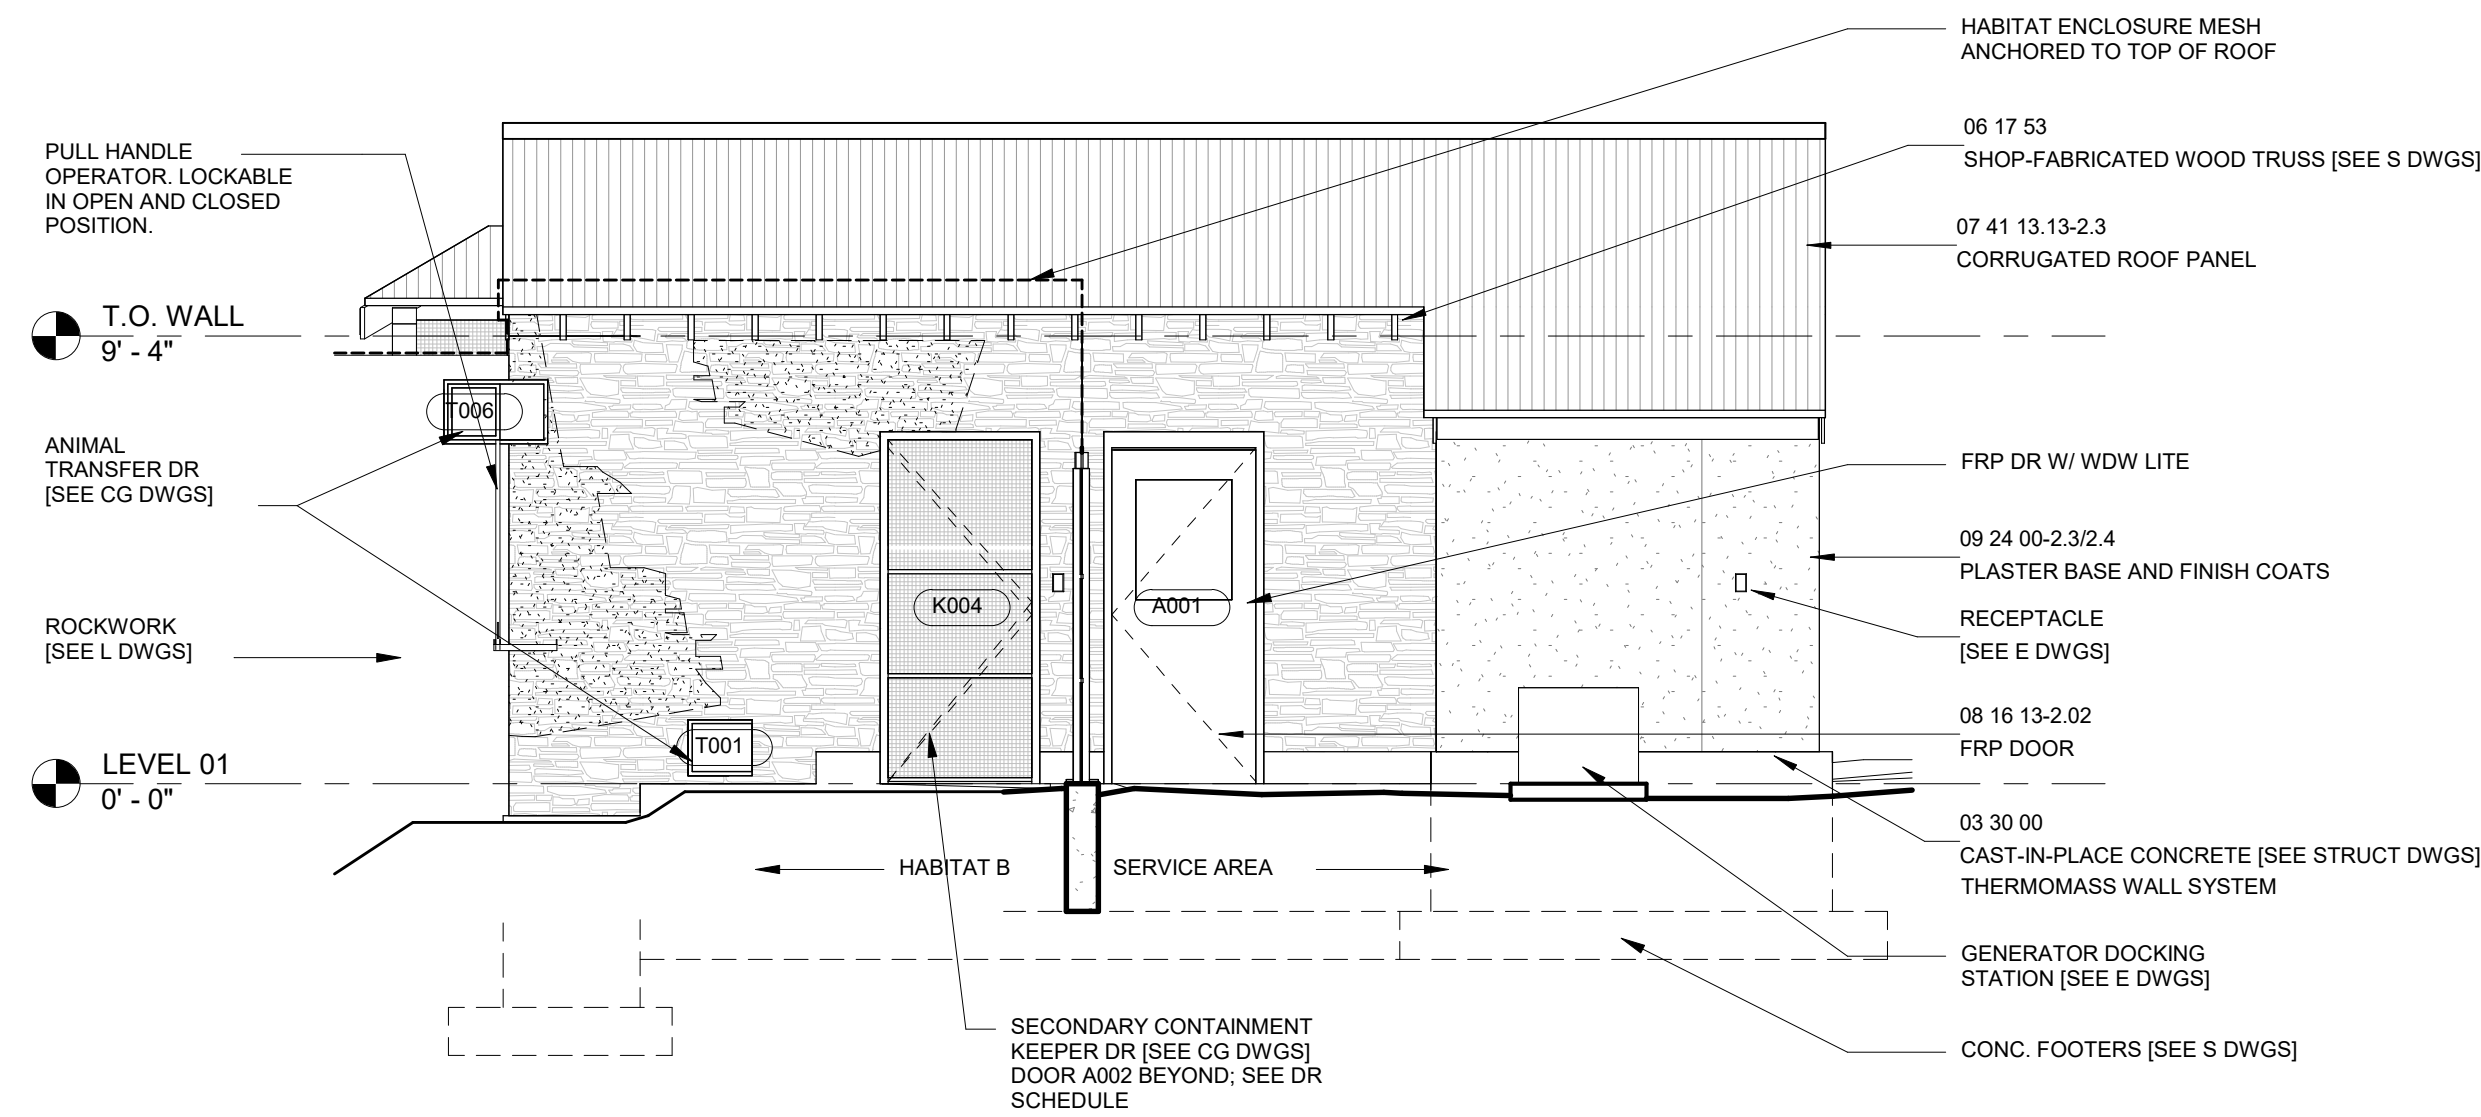 HABITAT ENCLOSURE MESH
ANCHORED TO TOP OF ROOF
06 17 53
SHOP-FABRICATED WOOD TRUSS [SEE S DWGS]
07 41 13.13-2.3
CORRUGATED ROOF PANEL
PULL HANDLE
OPERATOR. LOCKABLE
IN OPEN AND CLOSED
POSITION.
T.O. WALL
9' - 4"
T006
ANIMAL
TRANSFER DR
[SEE CG DWGS]
FRP DR W/ WDW LITE
09 24 00-2.3/2.4
PLASTER BASE AND FINISH COATS
K004
A001
RECEPTACLE
[SEE E DWGS]
ROCKWORK
[SEE L DWGS]
T001
08 16 13-2.02
FRP DOOR
LEVEL 01
0' - 0"
03 30 00
CAST-IN-PLACE CONCRETE [SEE STRUCT DWGS]
THERMOMASS WALL SYSTEM
HABITAT B
SERVICE AREA
GENERATOR DOCKING
STATION [SEE E DWGS]
SECONDARY CONTAINMENT
KEEPER DR [SEE CG DWGS]
DOOR A002 BEYOND; SEE DR
SCHEDULE
CONC. FOOTERS [SEE S DWGS]